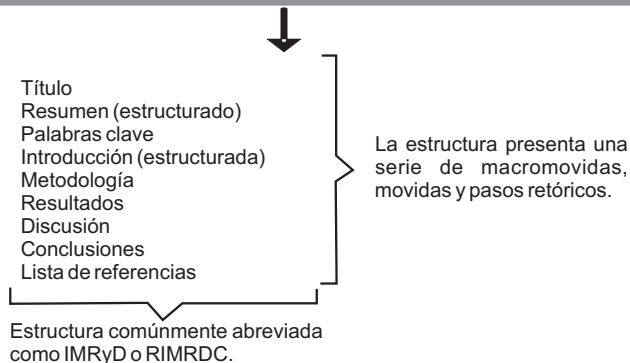 Título
Resumen (estructurado)
Palabras clave
Introducción (estructurada)
Metodología
Resultados
Discusión
Conclusiones
Lista de referencias
La estructura presenta una
serie de macromovidas,
movidas y pasos retóricos.
Estructura comúnmente abreviada
como IMRyD o RIMRDC.